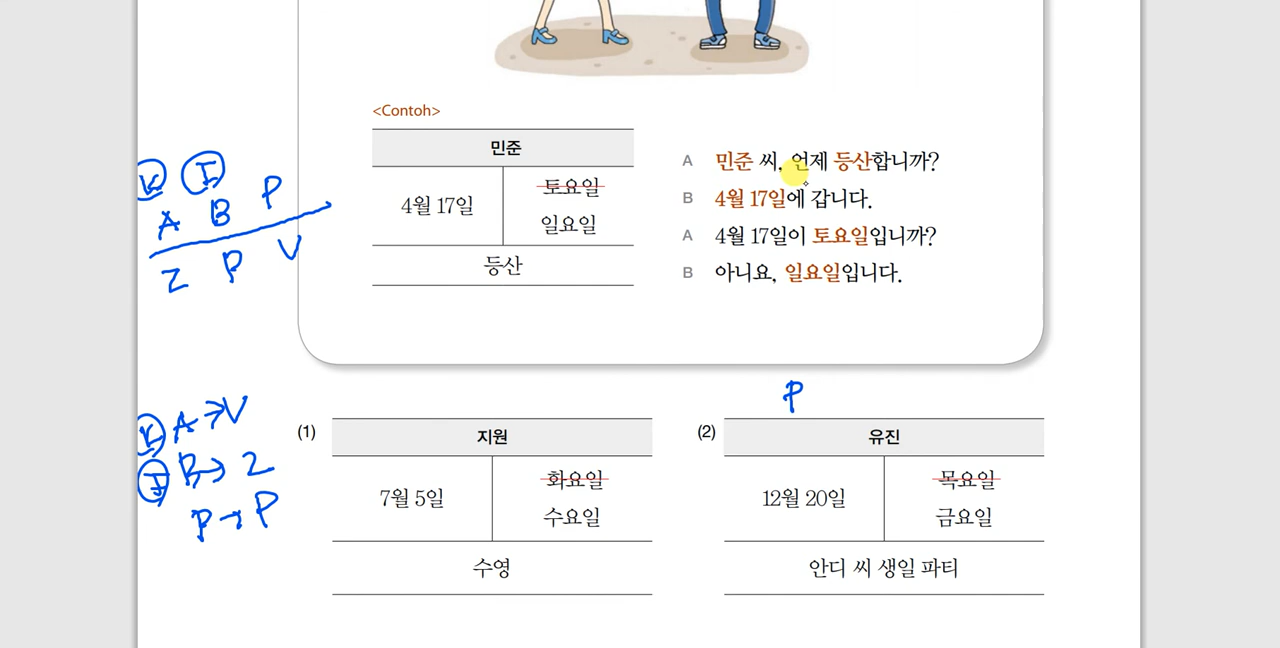 <Contoh>
민준
4월 17일
토요일
일요일
등산
A 민준 씨, 언제 등산합니까?
B 4월 17일에 갑니다.
A 4월 17일이 토요일입니까?
B 아니요, 일요일입니다.
K I
A B P
Z P V
K A → V
I B → Z
P → P
P
(1)
지원
7월 5일
화요일
수요일
수영
(2)
유진
12월 20일
목요일
금요일
안디 씨 생일 파티